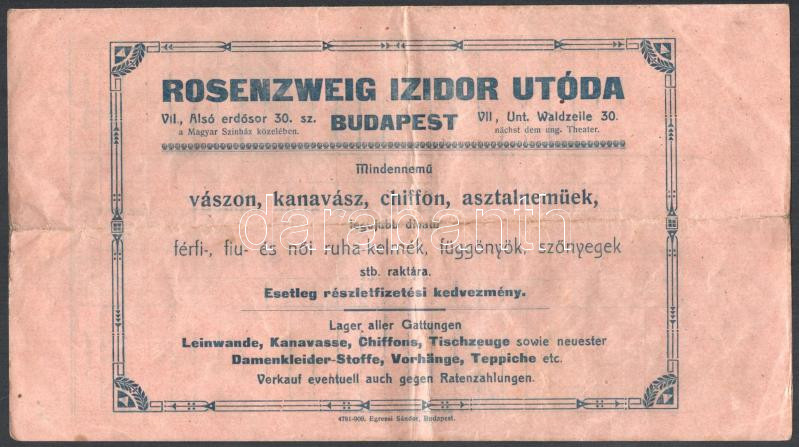 ROSENZWEIG IZIDOR UTÓDA
VII., Alsó erdősor 30. sz.
a Magyar Szinház közelében.
BUDAPEST
VII., Unt. Waldzeile 30.
nächst dem ung. Theater.
Mindennemű
vászon, kanavász, chiffon, asztalneműek,
legujabb divatu
férfi-, fiu- és női ruha-kelmék, függönyök, szőnyegek
stb. raktára.
Esetleg részletfizetési kedvezmény.
Lager aller Gattungen
Leinwande, Kanavasse, Chiffons, Tischzeuge sowie neuester
Damenkleider-Stoffe, Vorhänge, Teppiche etc.
Verkauf eventuell auch gegen Ratenzahlungen.
4791-909. Egressi Sándor, Budapest.
darabanth